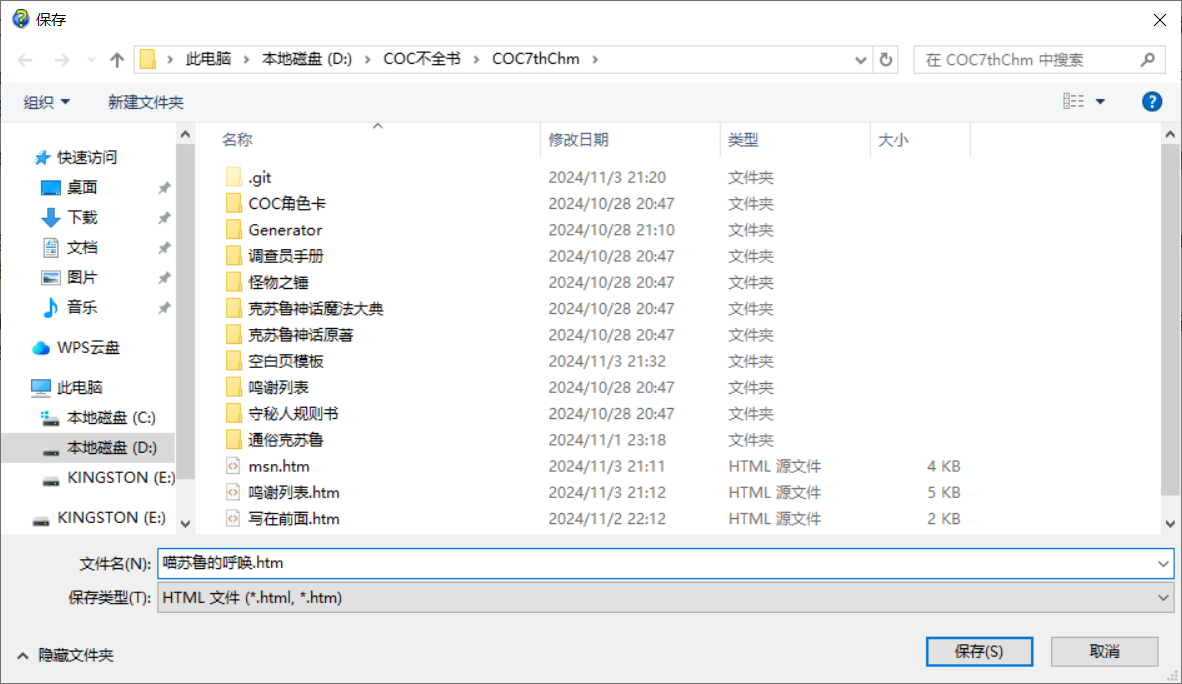 保存
此电脑 本地磁盘 (D:) COC不全书 COC7thChm
在 COC7thChm 中搜索
组织 新建文件夹
快速访问
桌面
下载
文档
图片
音乐
WPS云盘
此电脑
本地磁盘 (C:)
本地磁盘 (D:)
KINGSTON (E:)
KINGSTON (E:)
名称 修改日期 类型 大小
.git 2024/11/3 21:20 文件夹
COC角色卡 2024/10/28 20:47 文件夹
Generator 2024/10/28 21:10 文件夹
调查员手册 2024/10/28 20:47 文件夹
怪物之锤 2024/10/28 20:47 文件夹
克苏鲁神话魔法大典 2024/10/28 20:47 文件夹
克苏鲁神话原著 2024/10/28 20:47 文件夹
空白页模板 2024/11/3 21:32 文件夹
鸣谢列表 2024/10/28 20:47 文件夹
守秘人规则书 2024/10/28 20:47 文件夹
通俗克苏鲁 2024/11/1 23:18 文件夹
msn.htm 2024/11/3 21:11 HTML 源文件 4 KB
鸣谢列表.htm 2024/11/3 21:12 HTML 源文件 5 KB
写在前面.htm 2024/11/2 22:12 HTML 源文件 2 KB
文件名(N): 喵苏鲁的呼唤.htm
保存类型(T): HTML 文件 (*.html, *.htm)
隐藏文件夹 保存(S) 取消